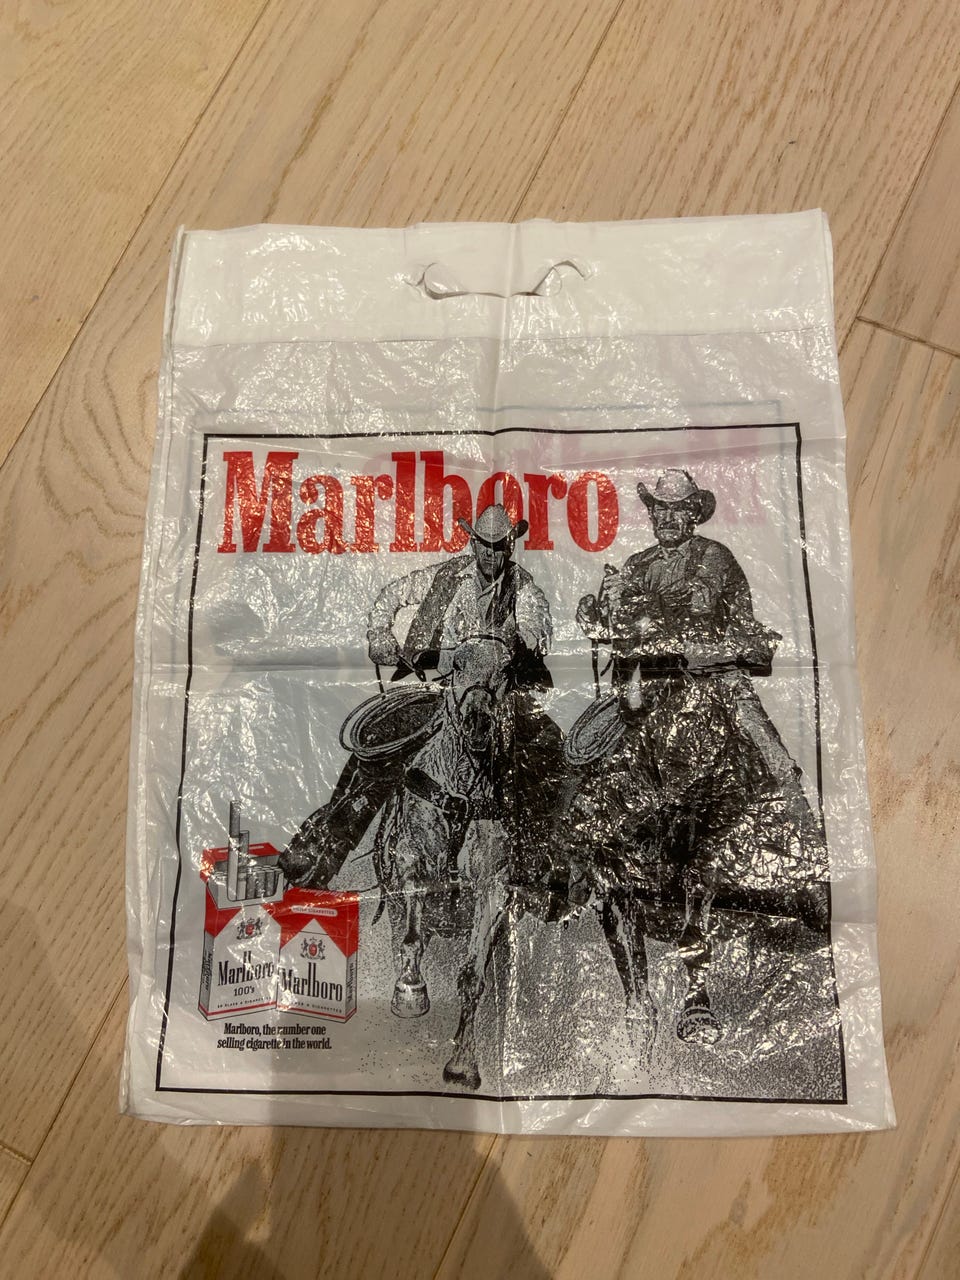 Marlboro
Marlboro
100's
Marlboro
Marlboro, the number one
selling cigarette in the world.